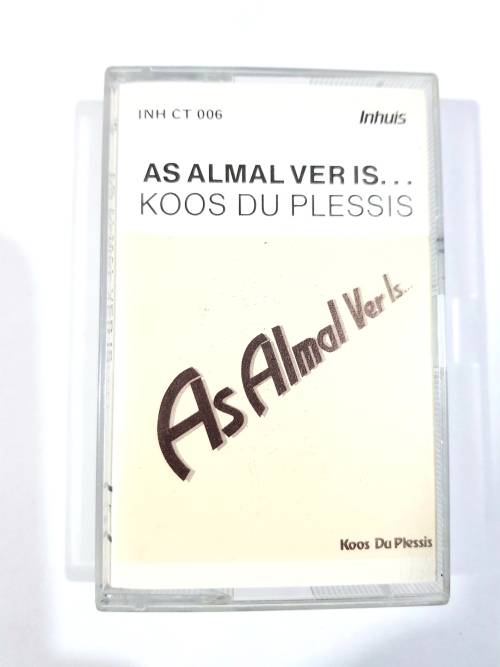 INH CT 006
Inhuis
AS ALMAL VER IS...
KOOS DU PLESSIS
As Almal Ver Is...
Koos Du Plessis